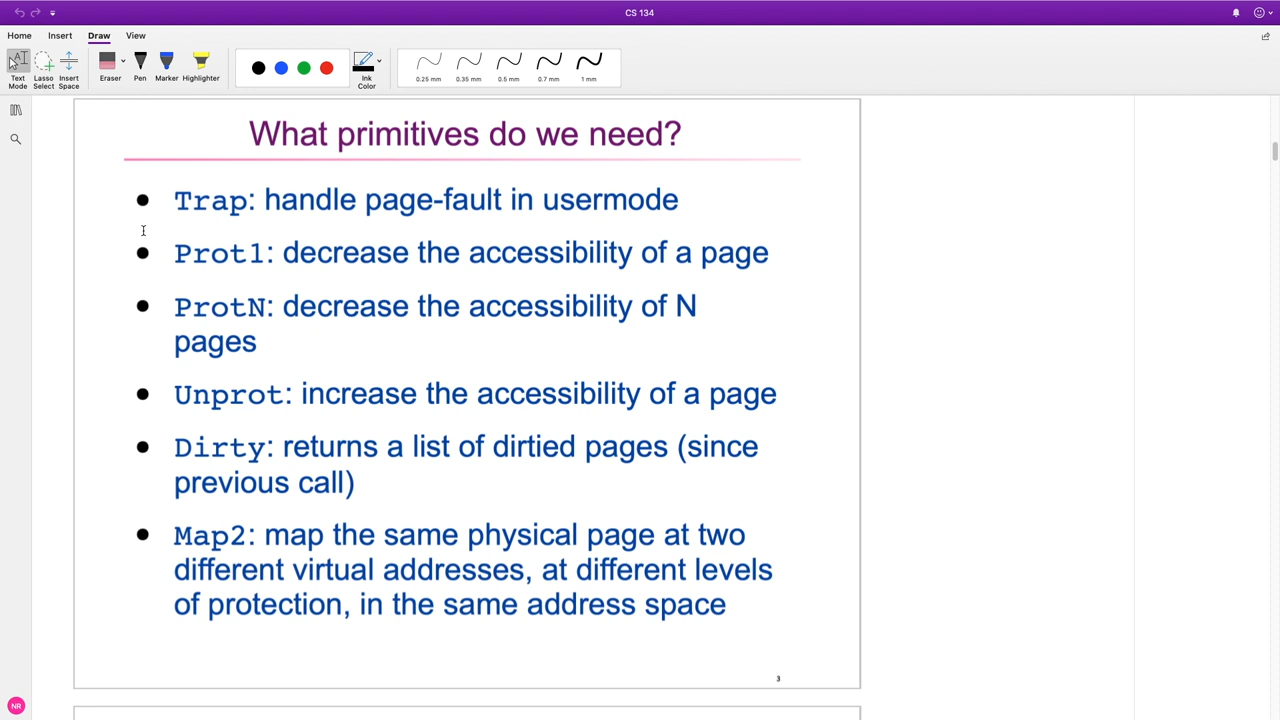 CS 134
Home Insert Draw View
Text Mode
Lasso Select
Insert Space
Eraser
Pen
Marker
Highlighter
Ink Color
0.25 mm 0.35 mm 0.5 mm 0.7 mm 1 mm
What primitives do we need?
Trap: handle page-fault in usermode
Prot1: decrease the accessibility of a page
ProtN: decrease the accessibility of N
pages
Unprot: increase the accessibility of a page
Dirty: returns a list of dirtied pages (since
previous call)
Map2: map the same physical page at two
different virtual addresses, at different levels
of protection, in the same address space
3
NR